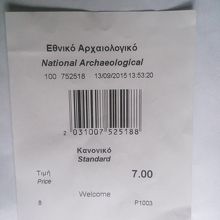 Εθνικό Αρχαιολογικό
National Archaeological
100 752518 13/09/2015 13:53:20
2 031007 525188
Κανονικό
Standard
Τιμή 7.00
Price
Welcome
8 P1003